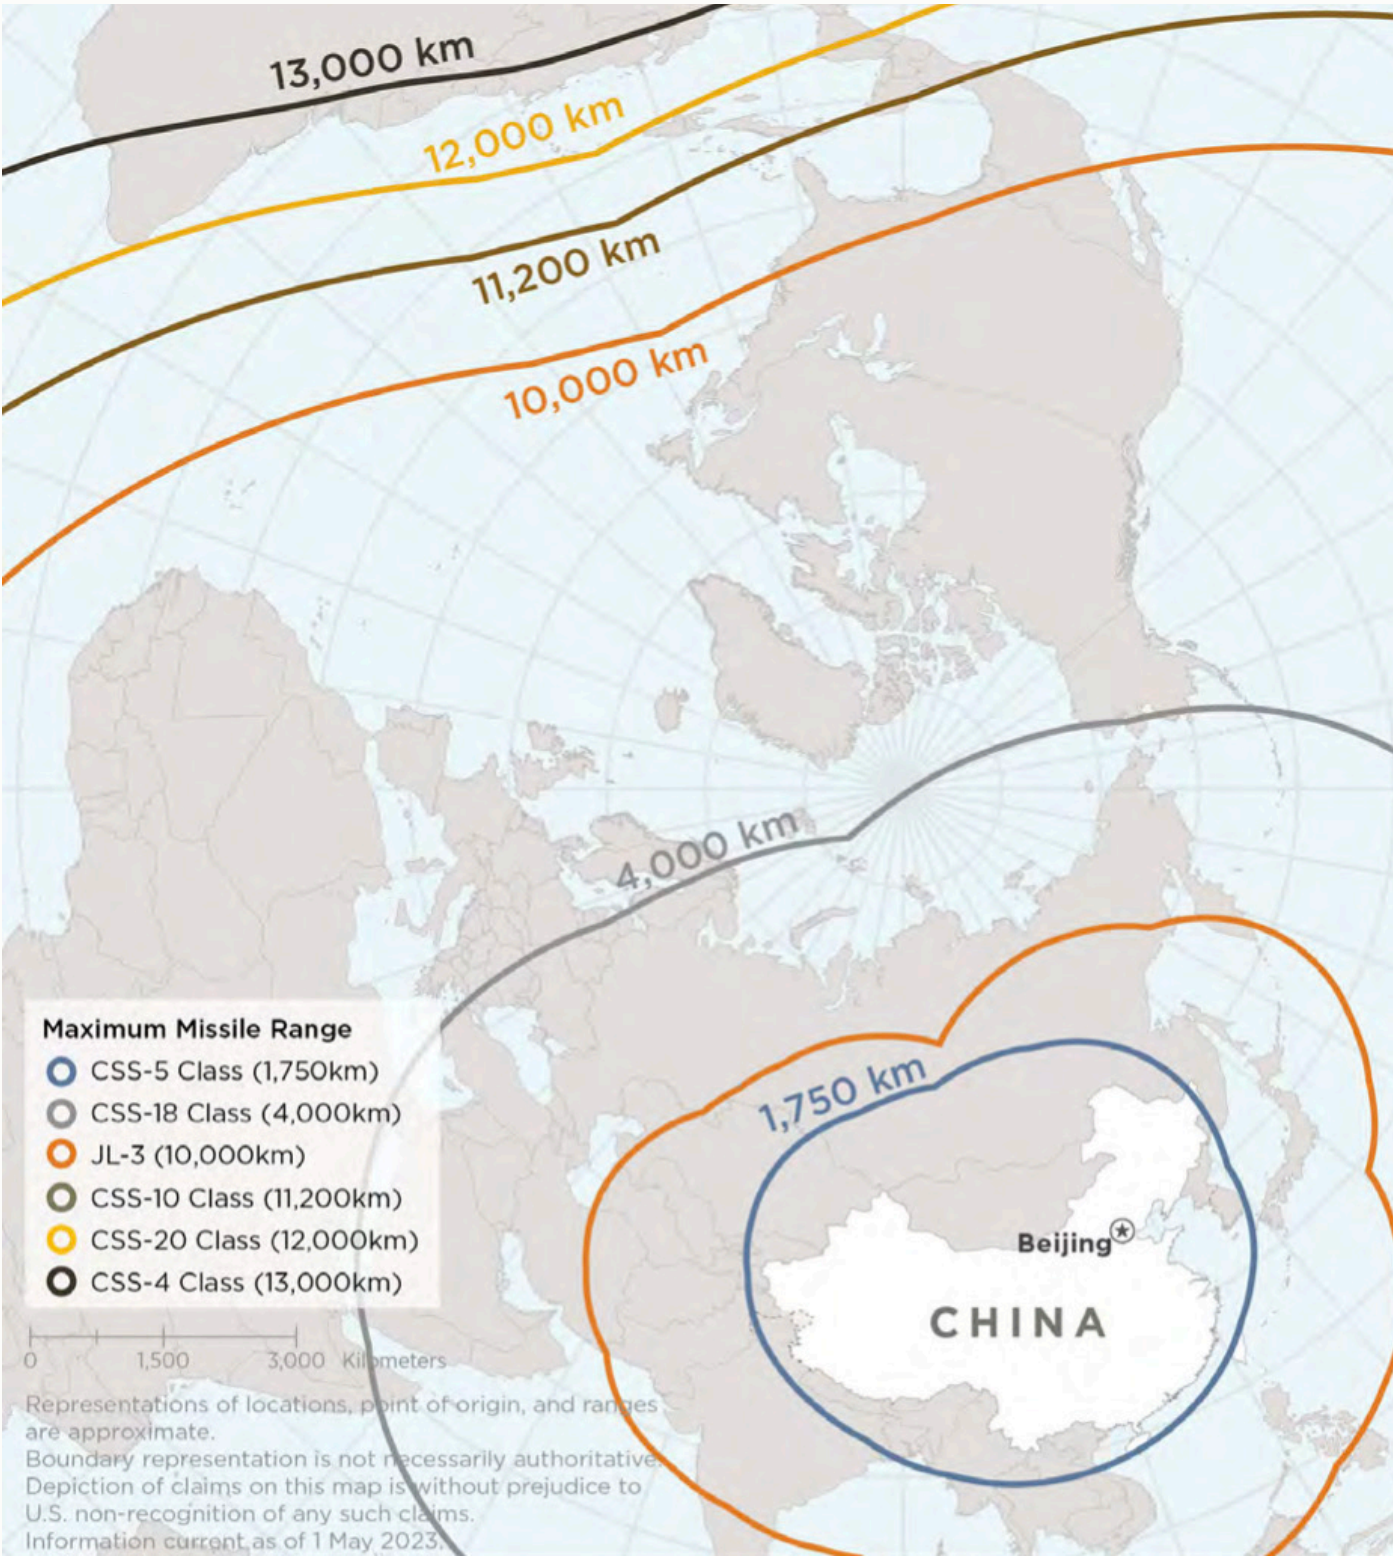 13,000 km
12,000 km
11,200 km
10,000 km
4,000 km
1,750 km
Maximum Missile Range
CSS-5 Class (1,750km)
CSS-18 Class (4,000km)
JL-3 (10,000km)
CSS-10 Class (11,200km)
CSS-20 Class (12,000km)
CSS-4 Class (13,000km)
Beijing
CHINA
0 1,500 3,000 Kilometers
Representations of locations, point of origin, and ranges
are approximate.
Boundary representation is not necessarily authoritative.
Depiction of claims on this map is without prejudice to
U.S. non-recognition of any such claims.
Information current as of 1 May 2023.